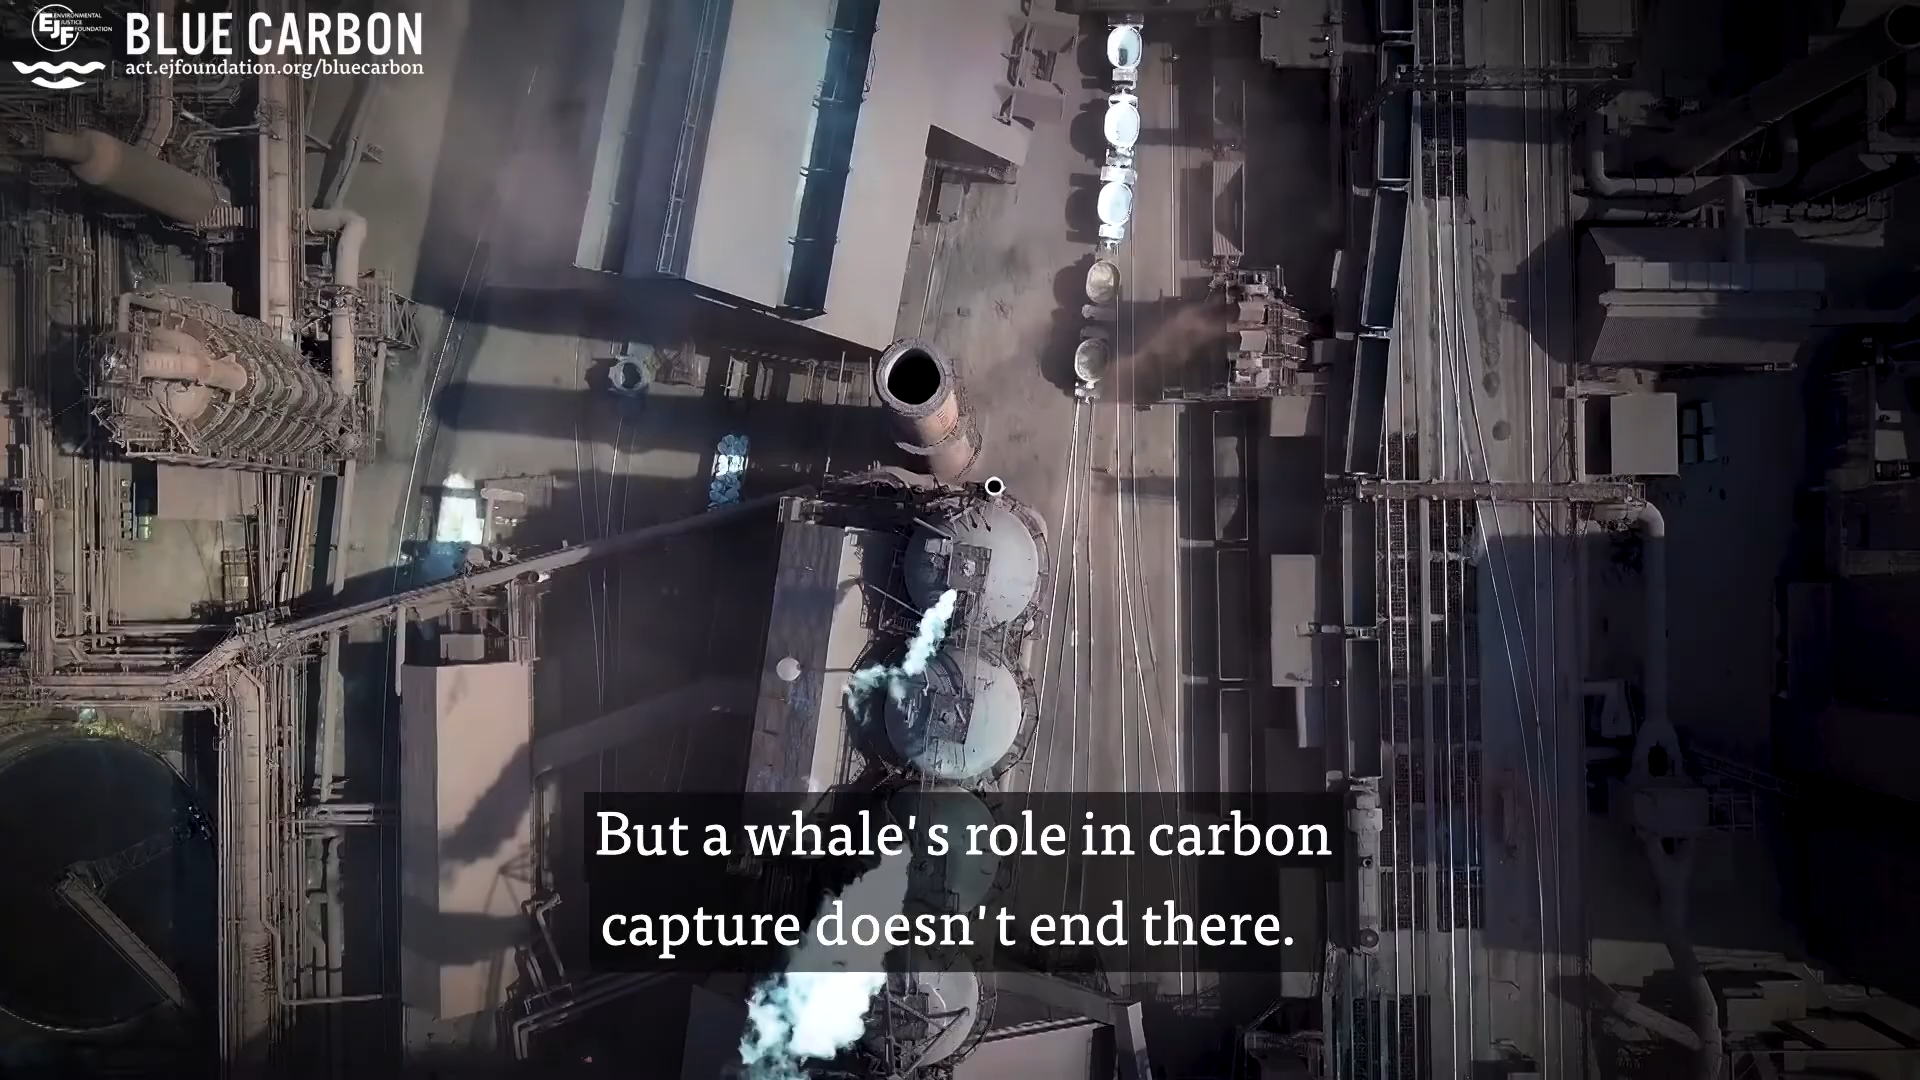 EJF
ENVIRONMENTAL
JUSTICE
FOUNDATION
BLUE CARBON
act.ejfoundation.org/bluecarbon
But a whale's role in carbon
capture doesn't end there.